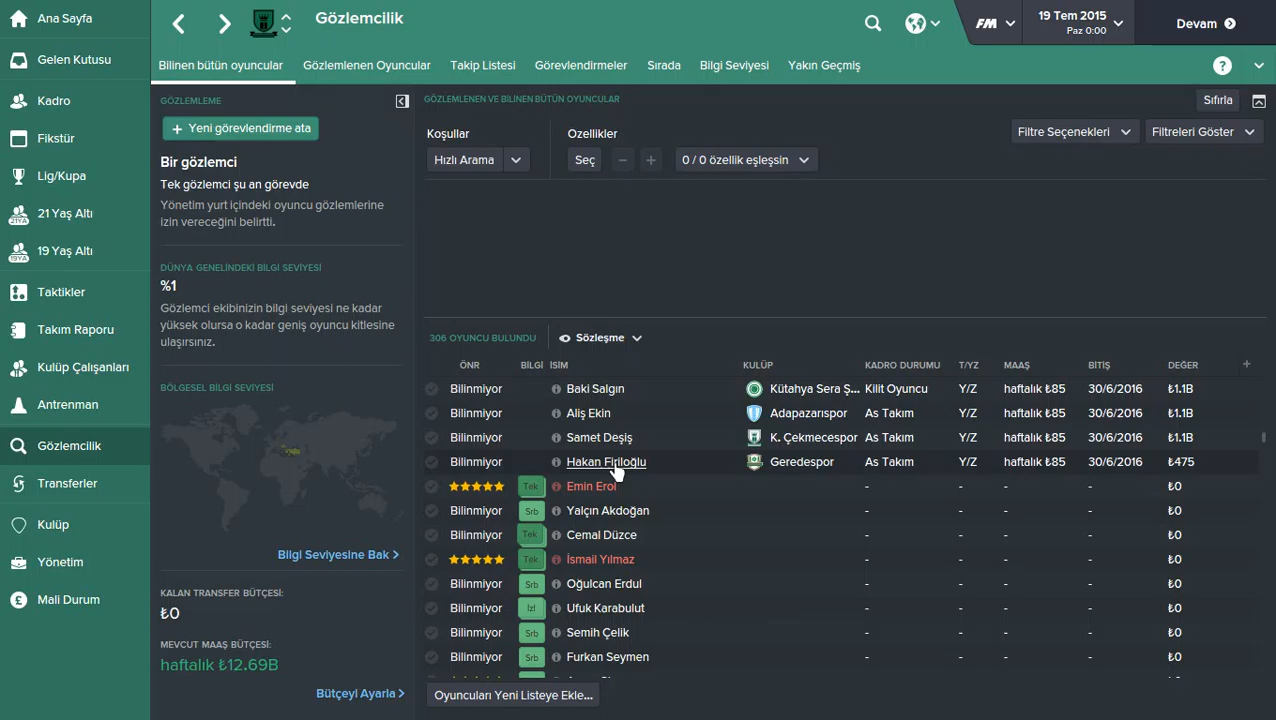 Ana Sayfa
Gelen Kutusu
Kadro
Fikstür
Lig/Kupa
21YA
21 Yaş Altı
19YA
19 Yaş Altı
Taktikler
Takım Raporu
Kulüp Çalışanları
Antrenman
Gözlemcilik
Transferler
Kulüp
Yönetim
Mali Durum
Gözlemcilik
FM
19 Tem 2015
Paz 0:00
Devam
Bilinen bütün oyuncular
Gözlemlenen Oyuncular
Takip Listesi
Görevlendirmeler
Sırada
Bilgi Seviyesi
Yakın Geçmiş
?
GÖZLEMLEME
+ Yeni görevlendirme ata
Bir gözlemci
Tek gözlemci şu an görevde
Yönetim yurt içindeki oyuncu gözlemlerine
izin vereceğini belirtti.
DÜNYA GENELİNDEKİ BİLGİ SEVİYESİ
%1
Gözlemci ekibinizin bilgi seviyesi ne kadar
yüksek olursa o kadar geniş oyuncu kitlesine
ulaşırsınız.
BÖLGESEL BİLGİ SEVİYESİ
Bilgi Seviyesine Bak >
KALAN TRANSFER BÜTÇESİ:
₺0
MEVCUT MAAŞ BÜTÇESİ:
haftalık ₺12.69B
Bütçeyi Ayarla >
GÖZLEMLENEN VE BİLİNEN BÜTÜN OYUNCULAR
Sıfırla
Koşullar
Özellikler
Filtre Seçenekleri
Filtreleri Göster
Hızlı Arama
Seç
− +
0 / 0 özellik eşleşsin
306 OYUNCU BULUNDU
Sözleşme
ÖNR BİLGİ İSİM KULÜP KADRO DURUMU T/YZ MAAŞ BİTİŞ DEĞER +
Bilinmiyor Baki Salgın Kütahya Sera Ş... Kilit Oyuncu Y/Z haftalık ₺85 30/6/2016 ₺1.1B
Bilinmiyor Aliş Ekin Adapazarıspor As Takım Y/Z haftalık ₺85 30/6/2016 ₺1.1B
Bilinmiyor Samet Deşiş K. Çekmecespor As Takım Y/Z haftalık ₺85 30/6/2016 ₺1.1B
Bilinmiyor Hakan Firiloğlu Geredespor As Takım Y/Z haftalık ₺85 30/6/2016 ₺475
Tek Emin Erol - - - - ₺0
Bilinmiyor Srb Yalçın Akdoğan - - - - ₺0
Bilinmiyor Tek Cemal Düzce - - - - ₺0
Tek İsmail Yılmaz - - - - ₺0
Bilinmiyor Srb Oğulcan Erdul - - - - ₺0
Bilinmiyor İzl Ufuk Karabulut - - - - ₺0
Bilinmiyor Srb Semih Çelik - - - - ₺0
Bilinmiyor Srb Furkan Seymen - - - - ₺0
Oyuncuları Yeni Listeye Ekle...